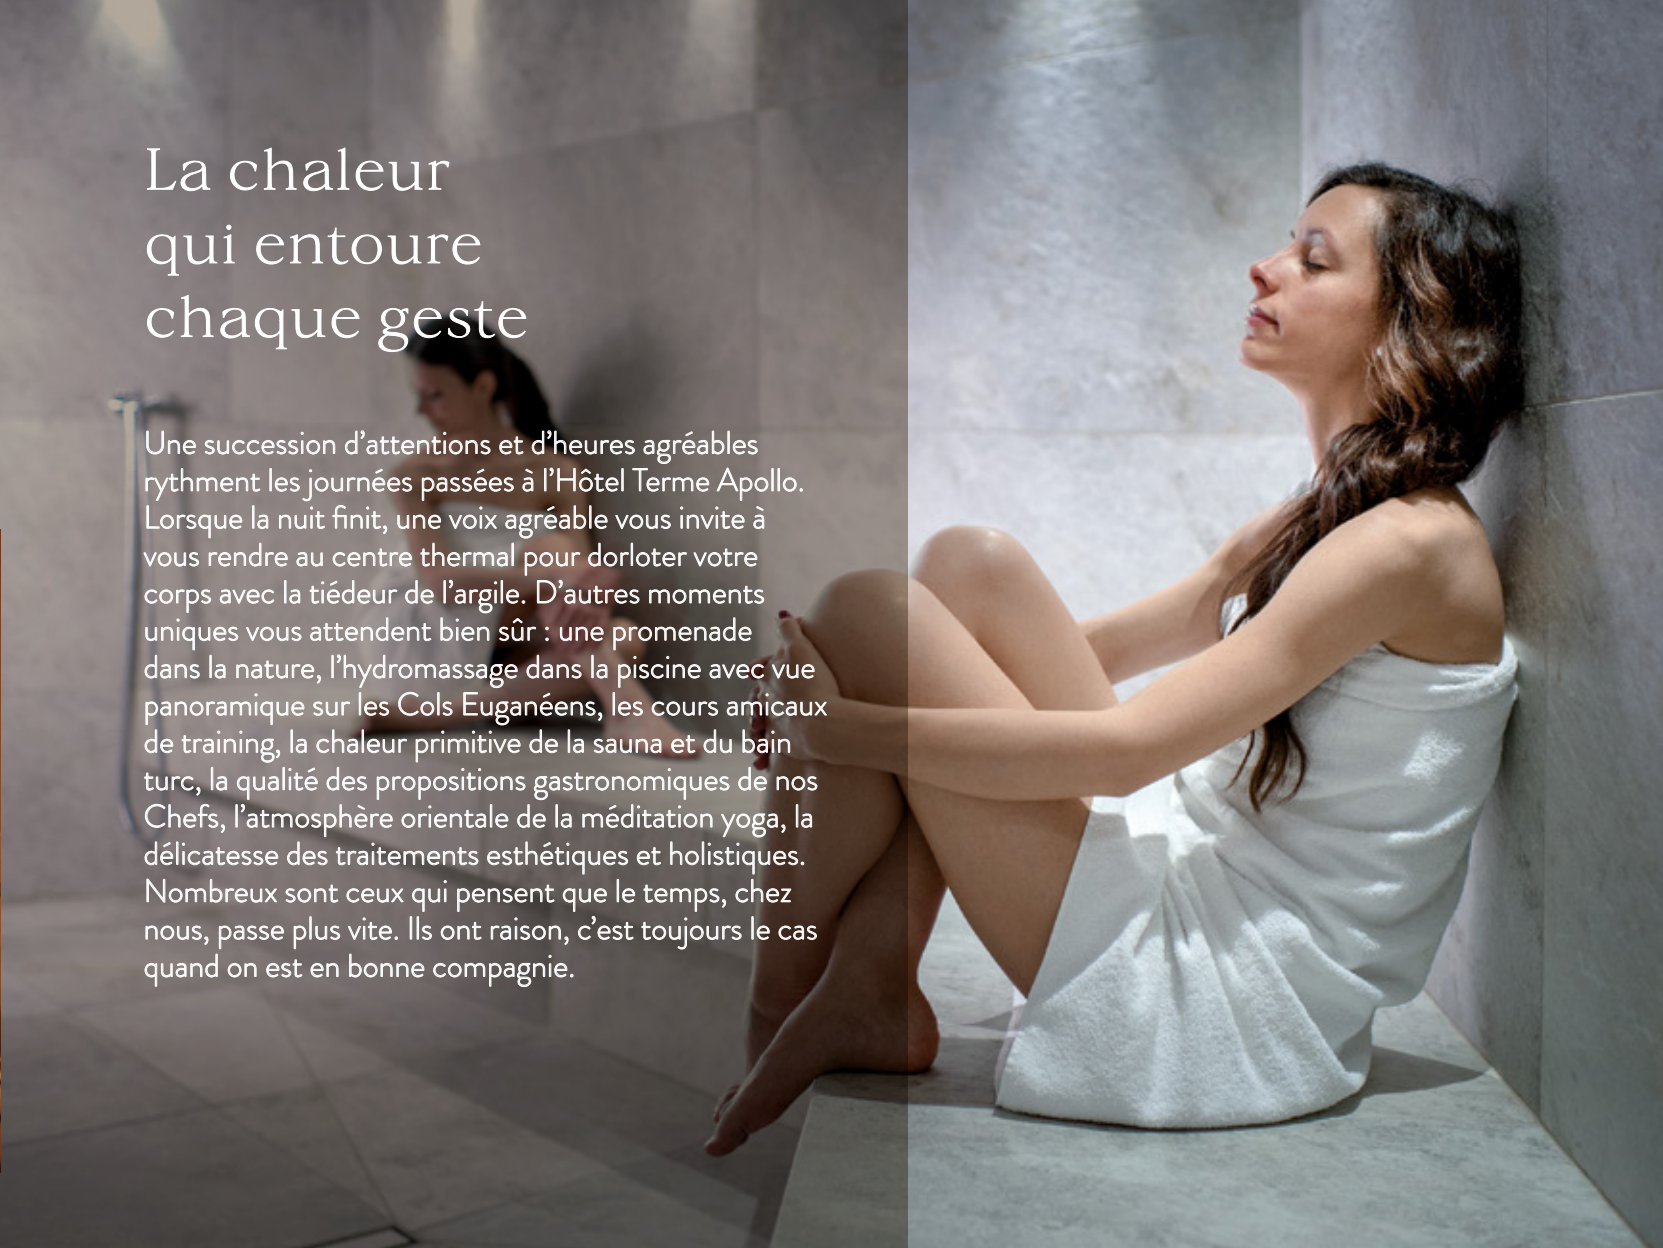 La chaleur
qui entoure
chaque geste
Une succession d’attentions et d’heures agréables
rythment les journées passées à l’Hôtel Terme Apollo.
Lorsque la nuit finit, une voix agréable vous invite à
vous rendre au centre thermal pour dorloter votre
corps avec la tiédeur de l’argile. D’autres moments
uniques vous attendent bien sûr : une promenade
dans la nature, l’hydromassage dans la piscine avec vue
panoramique sur les Cols Euganéens, les cours amicaux
de training, la chaleur primitive de la sauna et du bain
turc, la qualité des propositions gastronomiques de nos
Chefs, l’atmosphère orientale de la méditation yoga, la
délicatesse des traitements esthétiques et holistiques.
Nombreux sont ceux qui pensent que le temps, chez
nous, passe plus vite. Ils ont raison, c’est toujours le cas
quand on est en bonne compagnie.